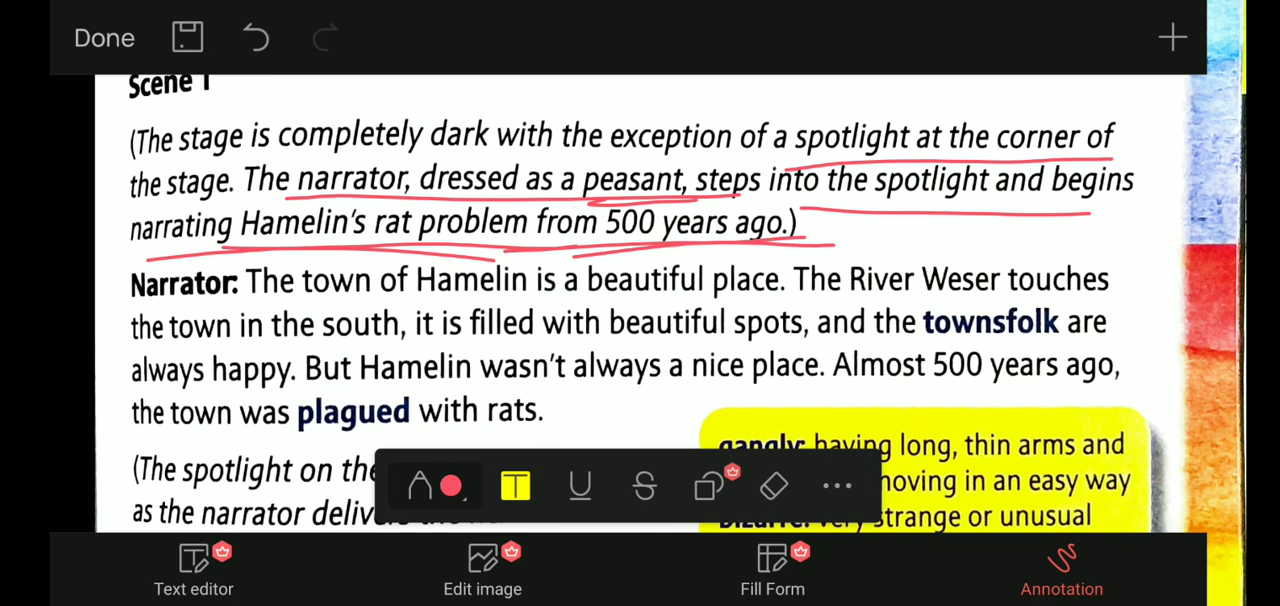 Done
Scene 1
(The stage is completely dark with the exception of a spotlight at the corner of
the stage. The narrator, dressed as a peasant, steps into the spotlight and begins
narrating Hamelin's rat problem from 500 years ago.)
Narrator: The town of Hamelin is a beautiful place. The River Weser touches
the town in the south, it is filled with beautiful spots, and the townsfolk are
always happy. But Hamelin wasn't always a nice place. Almost 500 years ago,
the town was plagued with rats.
(The spotlight on the
as the narrator
gangly: having long, thin arms and
moving in an easy way
bizarre: very strange or unusual
Text editor
Edit image
Fill Form
Annotation